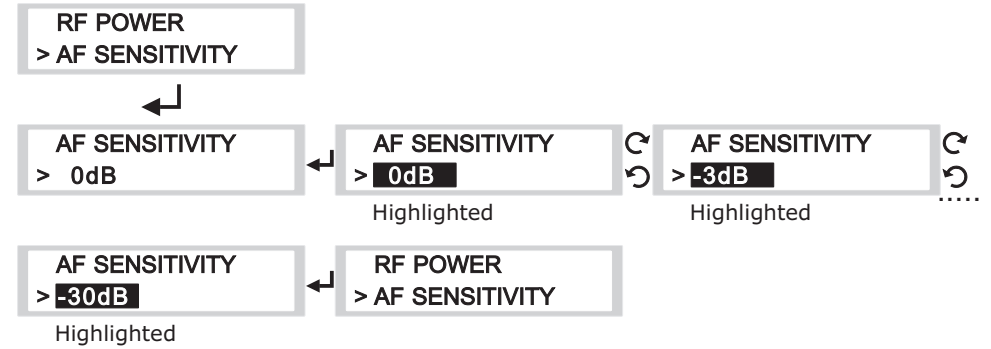 RF POWER
> AF SENSITIVITY
AF SENSITIVITY
> 0dB
AF SENSITIVITY
> 0dB
Highlighted
AF SENSITIVITY
> -3dB
Highlighted
.....
AF SENSITIVITY
> -30dB
Highlighted
RF POWER
> AF SENSITIVITY